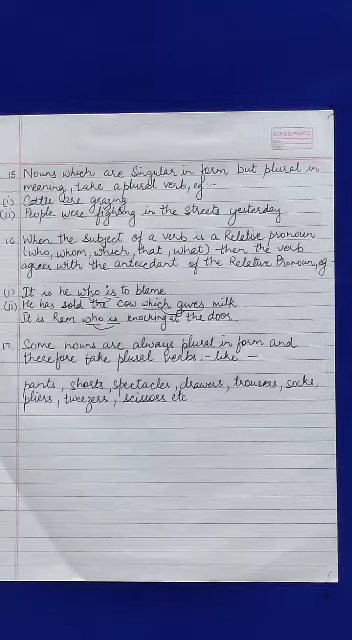 CLASSMATE
15. Nouns which are Singular in form but plural in
meaning, take a plural verb, eg -
(i) Cattle are grazing
(ii) People were fighting in the Streets yesterday
16. When the subject of a verb is a Relative pronoun
(who, whom, which, that, what) then the verb
agrees with the antecedant of the Relative Pronoun, eg -
(i) It is he who is to blame
(ii) He has sold the cow which gives milk
It is Ram who is knocking at the door.
17. Some nouns are always plural in form and
therefore take plural verbs. - like -
pants, shorts, spectacles, drawers, trousers, socks,
pliers, tweezers, scissors etc